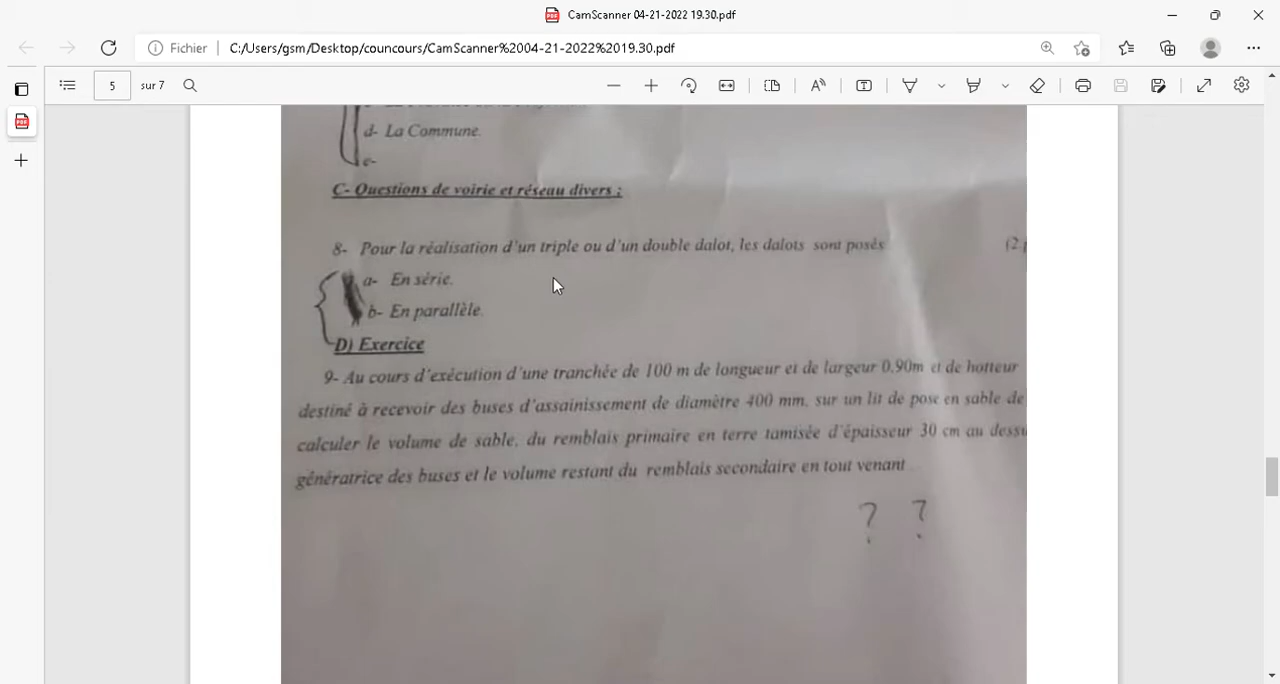 CamScanner 04-21-2022 19.30.pdf
Fichier C:/Users/gsm/Desktop/councours/CamScanner%2004-21-2022%2019.30.pdf
5 sur 7
d- La Commune.
e-
C- Questions de voirie et réseau divers :
8- Pour la réalisation d'un triple ou d'un double dalot, les dalots sont posés (2
a- En série.
b- En parallèle.
D) Exercice
9- Au cours d'exécution d'une tranchée de 100 m de longueur et de largeur 0.90m et de hotteur
destiné à recevoir des buses d'assainissement de diamètre 400 mm. sur un lit de pose en sable de
calculer le volume de sable, du remblais primaire en terre tamisée d'épaisseur 30 cm au dessu
génératrice des buses et le volume restant du remblais secondaire en tout venant
? ?